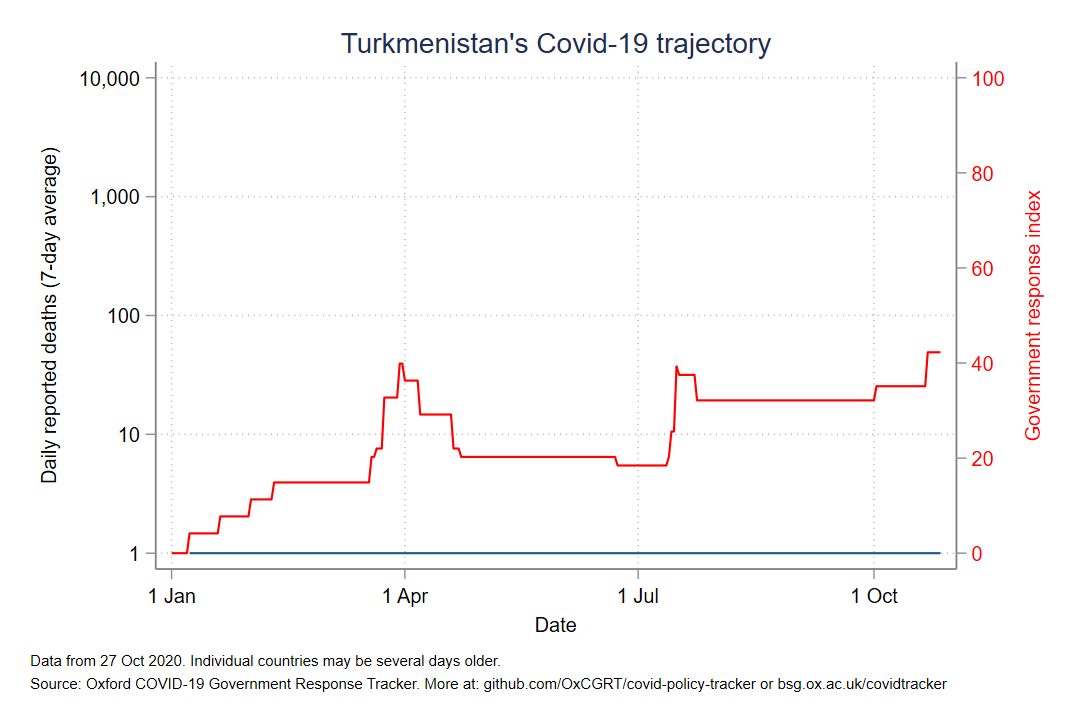 Turkmenistan's Covid-19 trajectory
10,000
1,000
100
10
1
Daily reported deaths (7-day average)
100
80
60
40
20
0
Government response index
1 Jan
1 Apr
1 Jul
1 Oct
Date
Data from 27 Oct 2020. Individual countries may be several days older.
Source: Oxford COVID-19 Government Response Tracker. More at: github.com/OxCGRT/covid-policy-tracker or bsg.ox.ac.uk/covidtracker